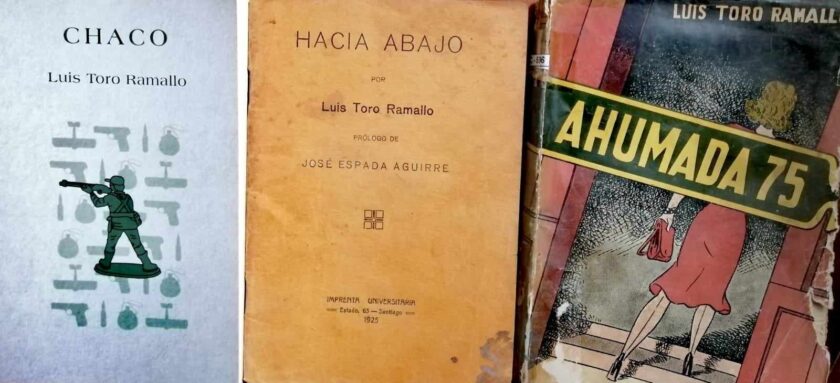 CHACO
Luis Toro Ramallo
HACIA ABAJO
POR
Luis Toro Ramallo
PRÓLOGO DE
JOSÉ ESPADA AGUIRRE
IMPRENTA UNIVERSITARIA
Estado, 63 — Santiago
1925
LUIS TORO RAMALL
AHUMADA 75